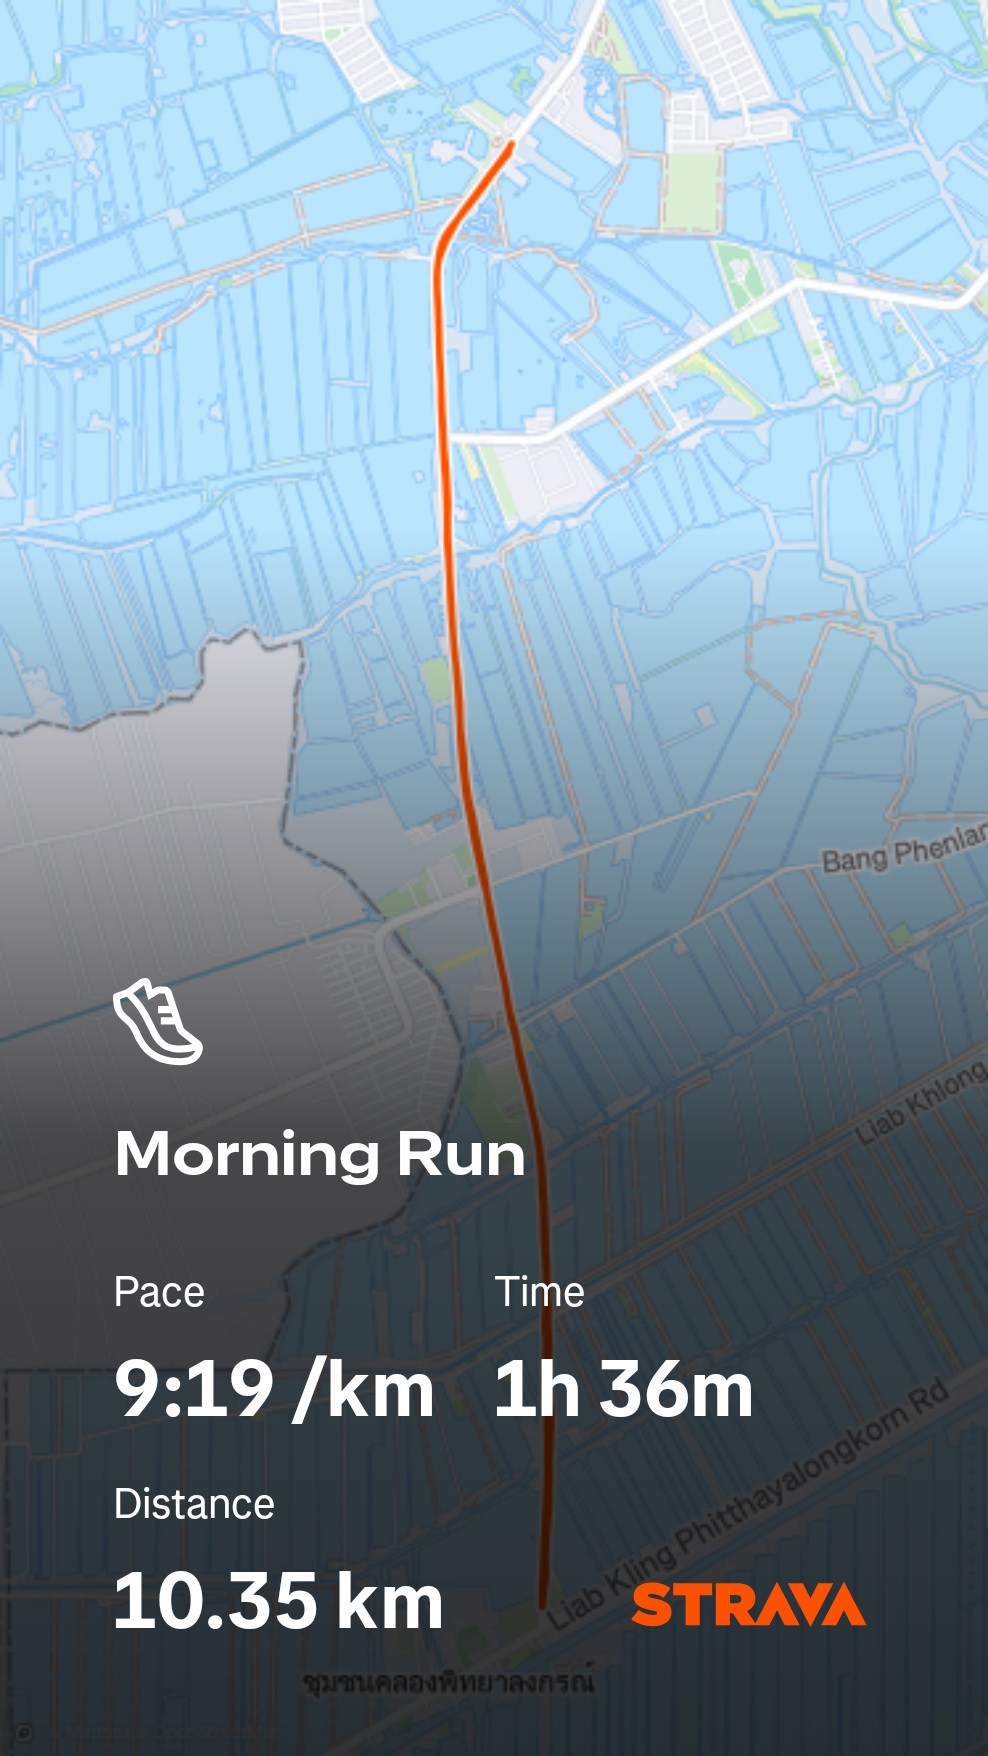 Bang Phenian
Liab Khlong
Morning Run
Pace
Time
9:19 /km
1h 36m
Liab Kling Phitthayalongkorn Rd
Distance
10.35 km
STRAVA
ชุมชนคลองพิทยาลงกรณ์
© Mapbox © OpenStreetMap